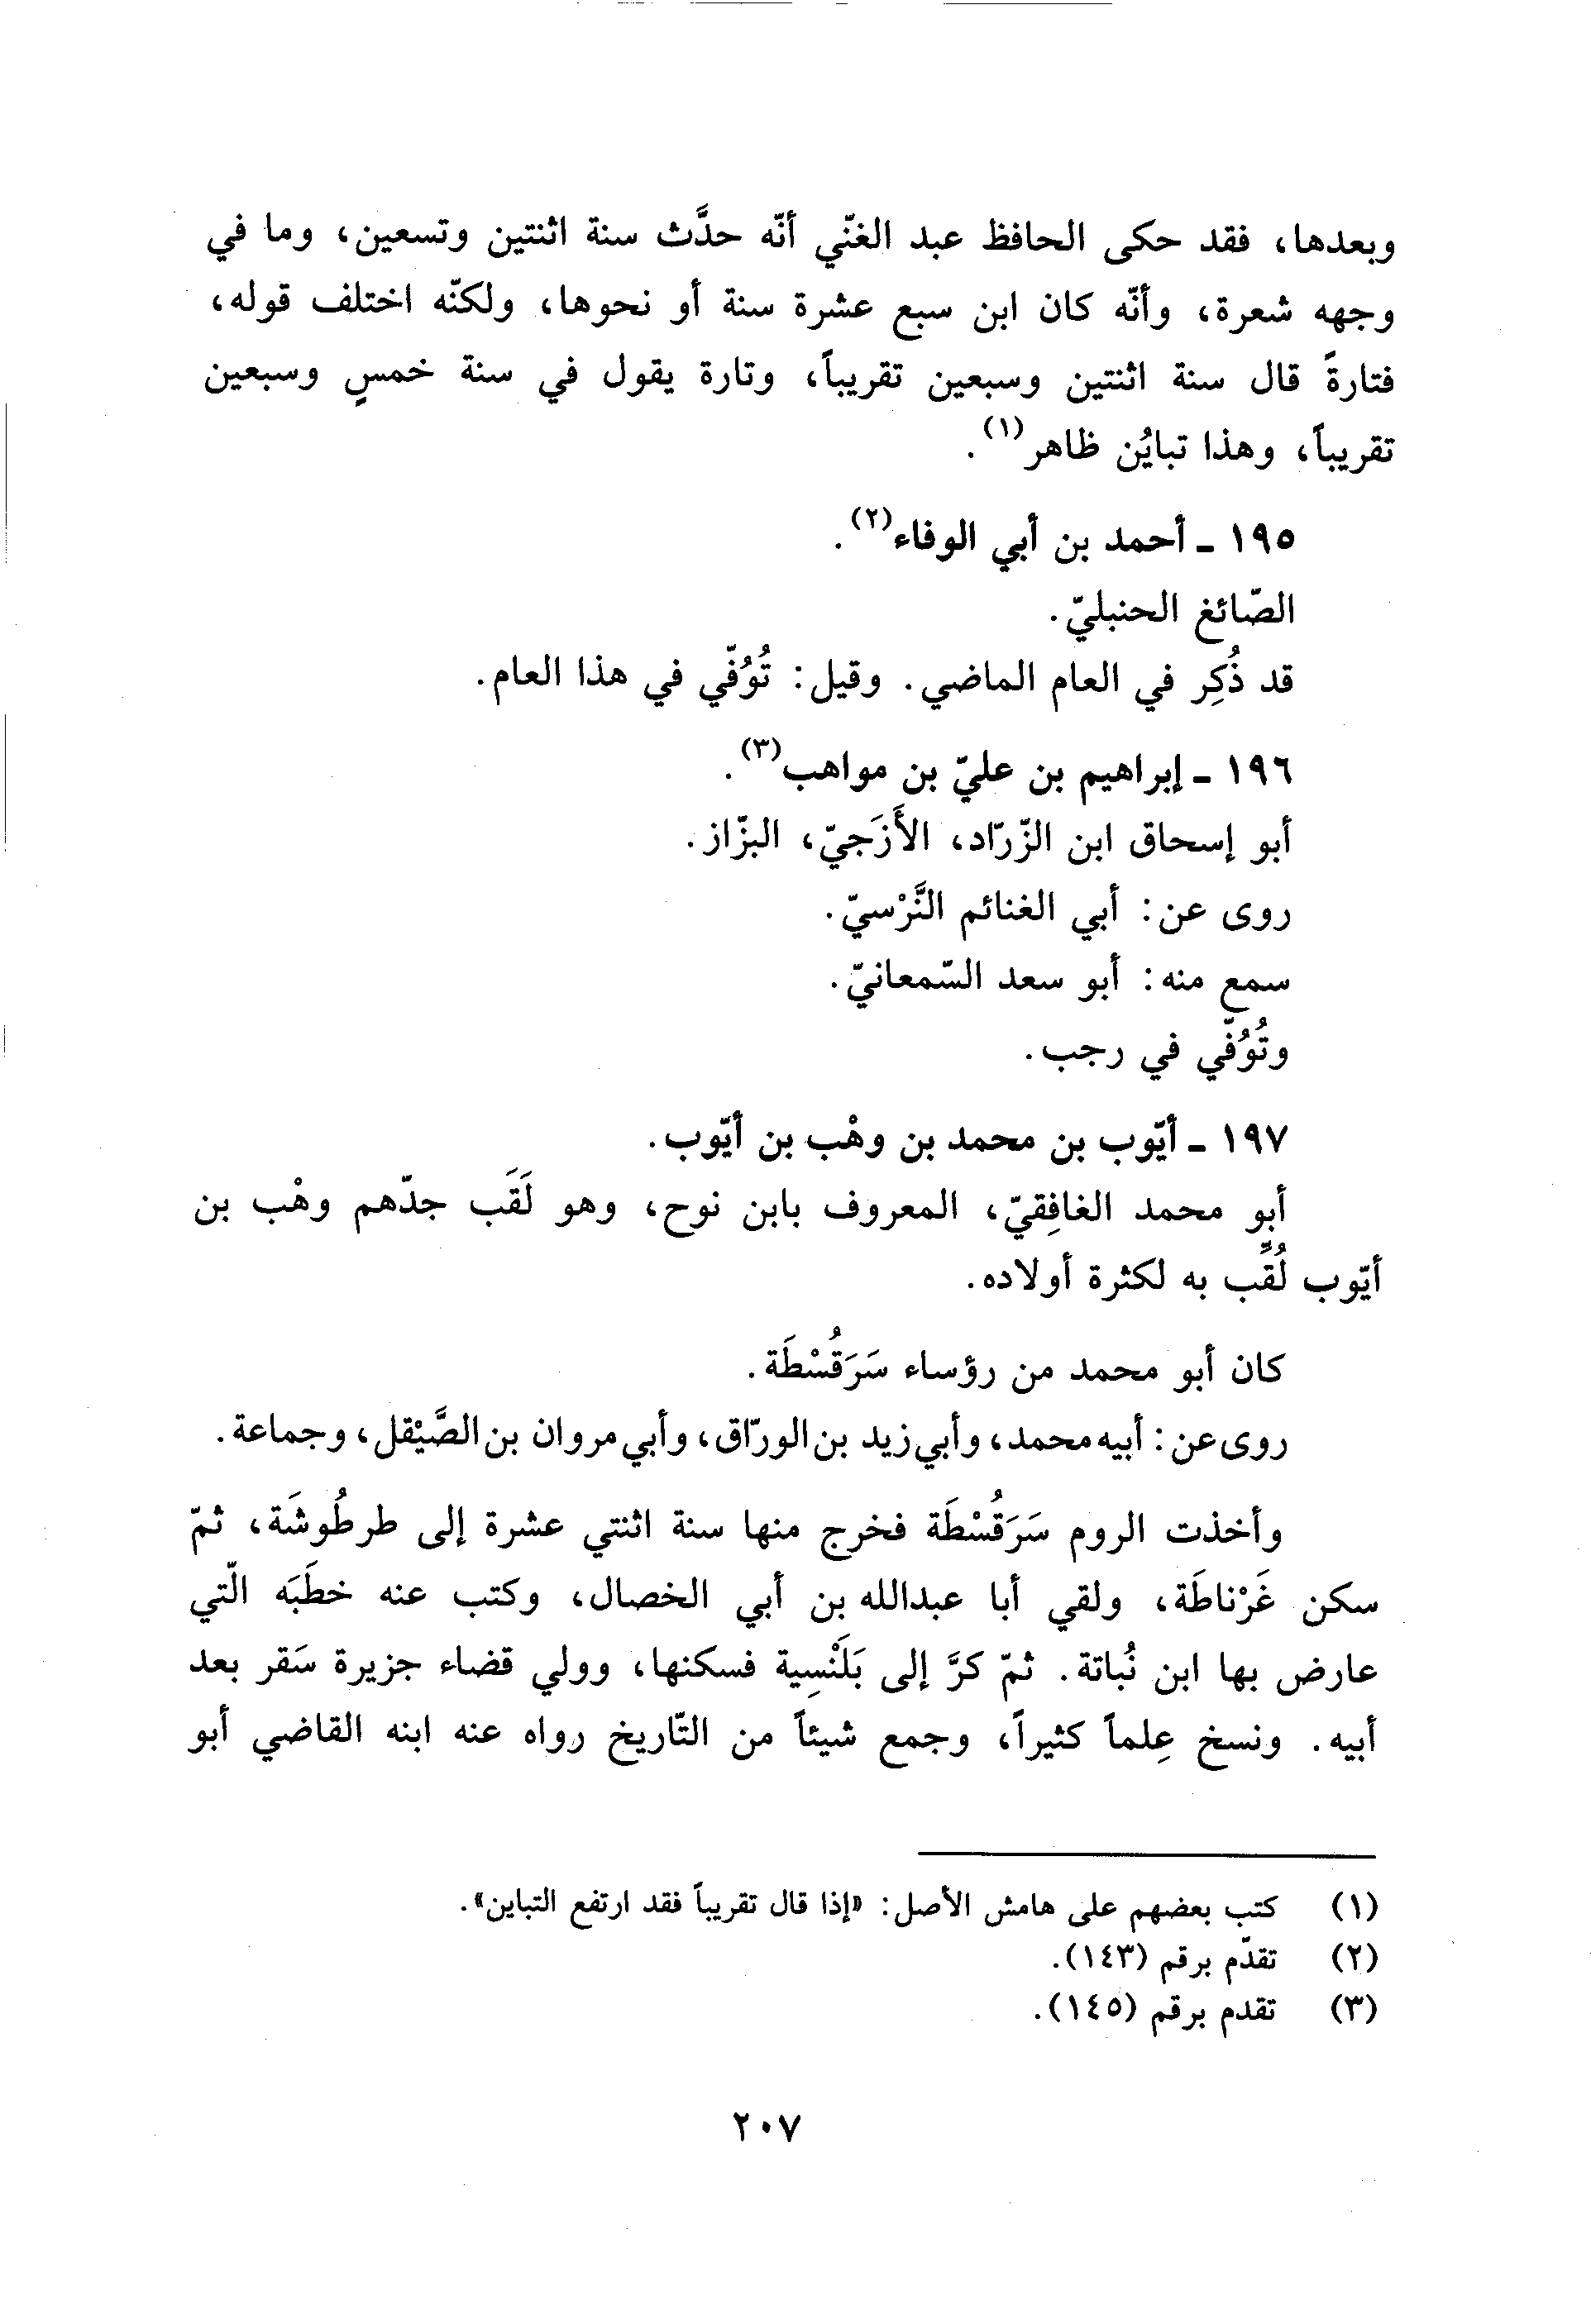 وبعدها، فقد حكى الحافظ عبد الغنّي أنّه حدَّث سنة اثنتين وتسعين، وما في
وجهه شعرة، وأنّه كان ابن سبع عشرة سنة أو نحوها، ولكنّه اختلف قوله،
فتارةً قال سنة اثنتين وسبعين تقريباً، وتارة يقول في سنة خمسٍ وسبعين
تقريباً، وهذا تبايُن ظاهر(١).
١٩٥ ـ أحمد بن أبي الوفاء(٢).
الصّائغ الحنبليّ.
قد ذُكِر في العام الماضي. وقيل: تُوُفّي في هذا العام.
١٩٦ ـ إبراهيم بن عليّ بن مواهب(٣).
أبو إسحاق ابن الزّرّاد، الأَزَجيّ، البزّاز.
روى عن: أبي الغنائم النَّرْسيّ.
سمع منه: أبو سعد السّمعانيّ.
وتُوُفّي في رجب.
١٩٧ ـ أيّوب بن محمد بن وهْب بن أيّوب.
أبو محمد الغافِقيّ، المعروف بابن نوح، وهو لَقَب جدّهم وهْب بن
أيّوب لُقِّب به لكثرة أولاده.
كان أبو محمد من رؤساء سَرَقُسْطَة.
روى عن: أبيه محمد، وأبي زيد بن الورّاق، وأبي مروان بن الصَّيْقل، وجماعة.
وأخذت الروم سَرَقُسْطَة فخرج منها سنة اثنتي عشرة إلى طرطُوشَة، ثمّ
سكن غَرْناطَة، ولقي أبا عبدالله بن أبي الخصال، وكتب عنه خطَبَه الّتي
عارض بها ابن نُباتة. ثمّ كرَّ إلى بَلَنْسِية فسكنها، وولي قضاء جزيرة سَقر بعد
أبيه. ونسخ عِلماً كثيراً، وجمع شيئاً من التّاريخ رواه عنه ابنه القاضي أبو
(١) كتب بعضهم على هامش الأصل: «إذا قال تقريباً فقد ارتفع التباين».
(٢) تقدّم برقم (١٤٣).
(٣) تقدم برقم (١٤٥).
٢٠٧